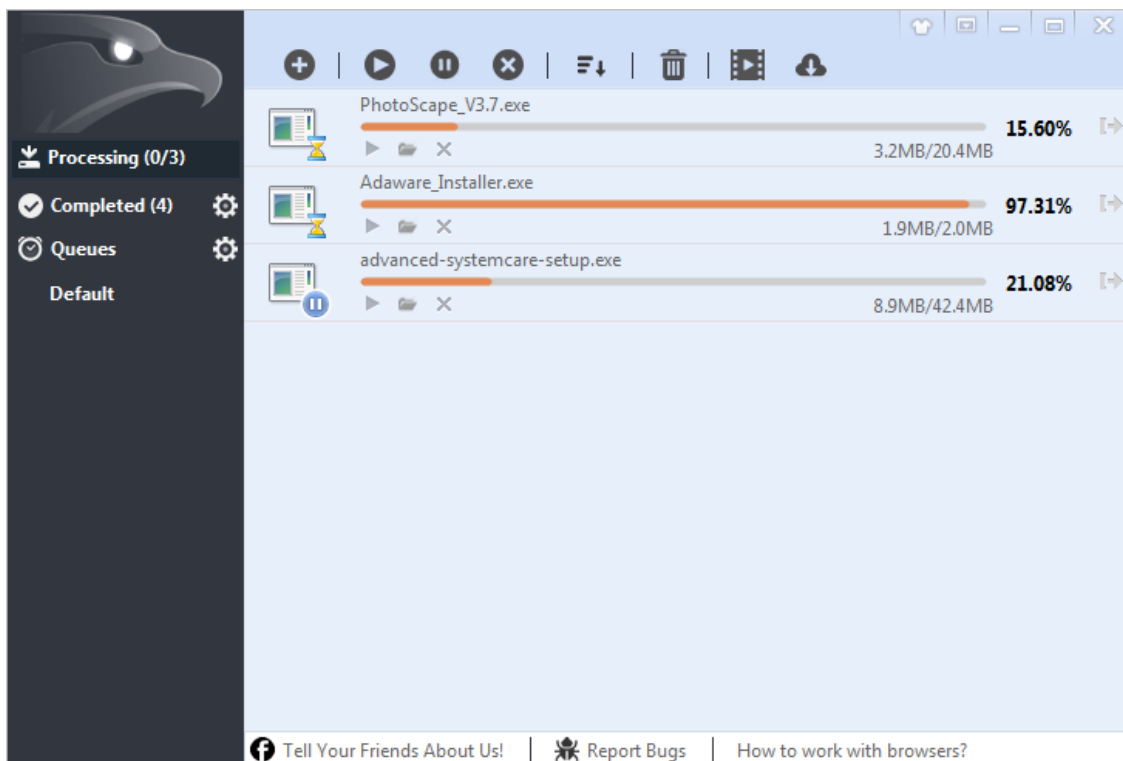 Processing (0/3)
Completed (4)
Queues
Default
PhotoScape_V3.7.exe
15.60%
3.2MB/20.4MB
Adaware_Installer.exe
97.31%
1.9MB/2.0MB
advanced-systemcare-setup.exe
21.08%
8.9MB/42.4MB
Tell Your Friends About Us!
Report Bugs
How to work with browsers?